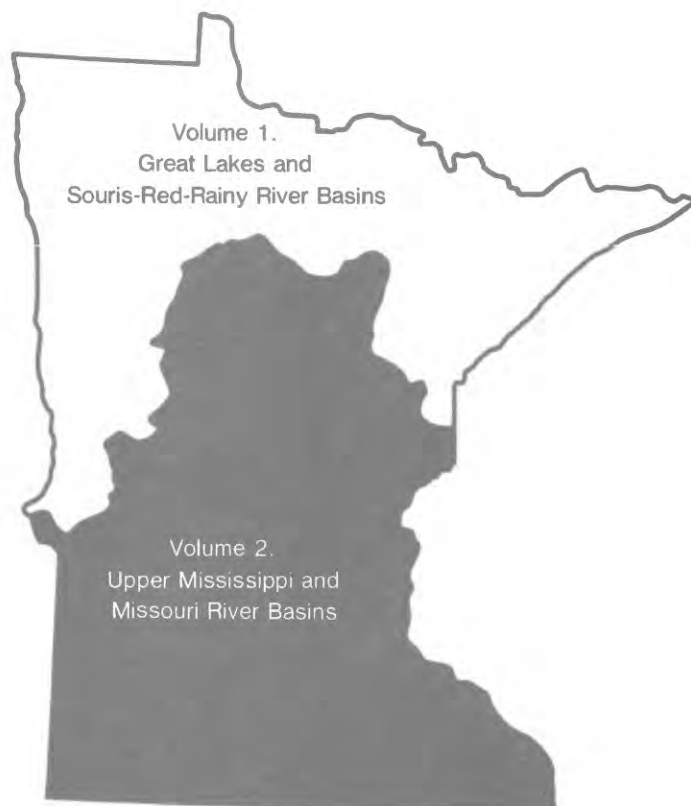 Volume 1.
Great Lakes and
Souris-Red-Rainy River Basins
Volume 2.
Upper Mississippi and
Missouri River Basins